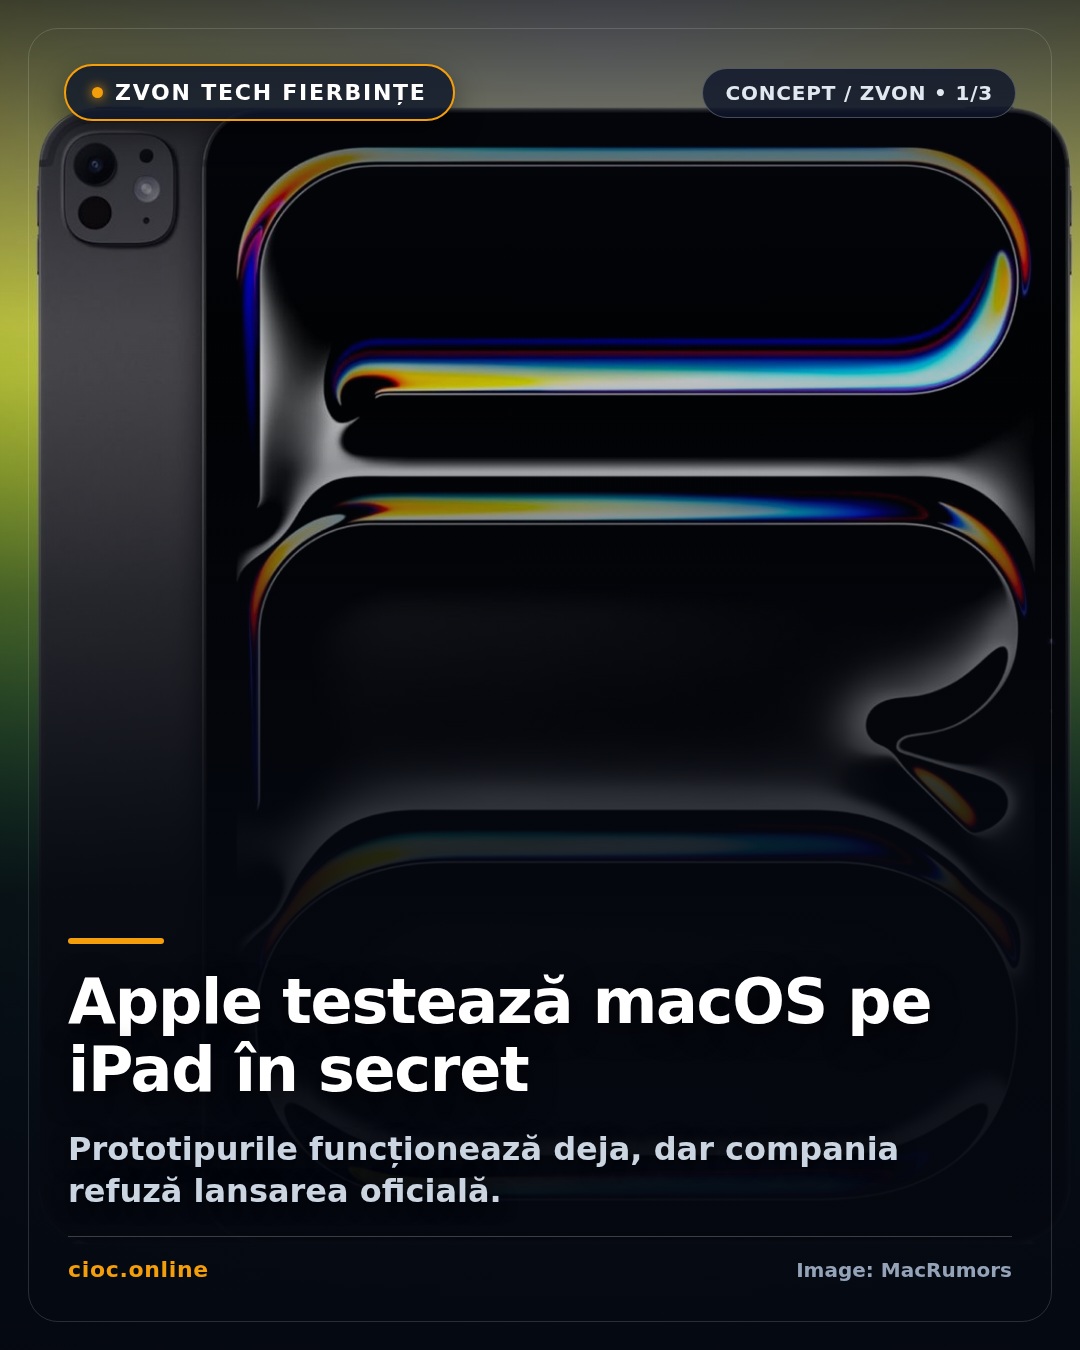 ZVON TECH FIERBINȚE
CONCEPT / ZVON • 1/3
Apple testează macOS pe
iPad în secret
Prototipurile funcționează deja, dar compania
refuză lansarea oficială.
cioc.online
Image: MacRumors